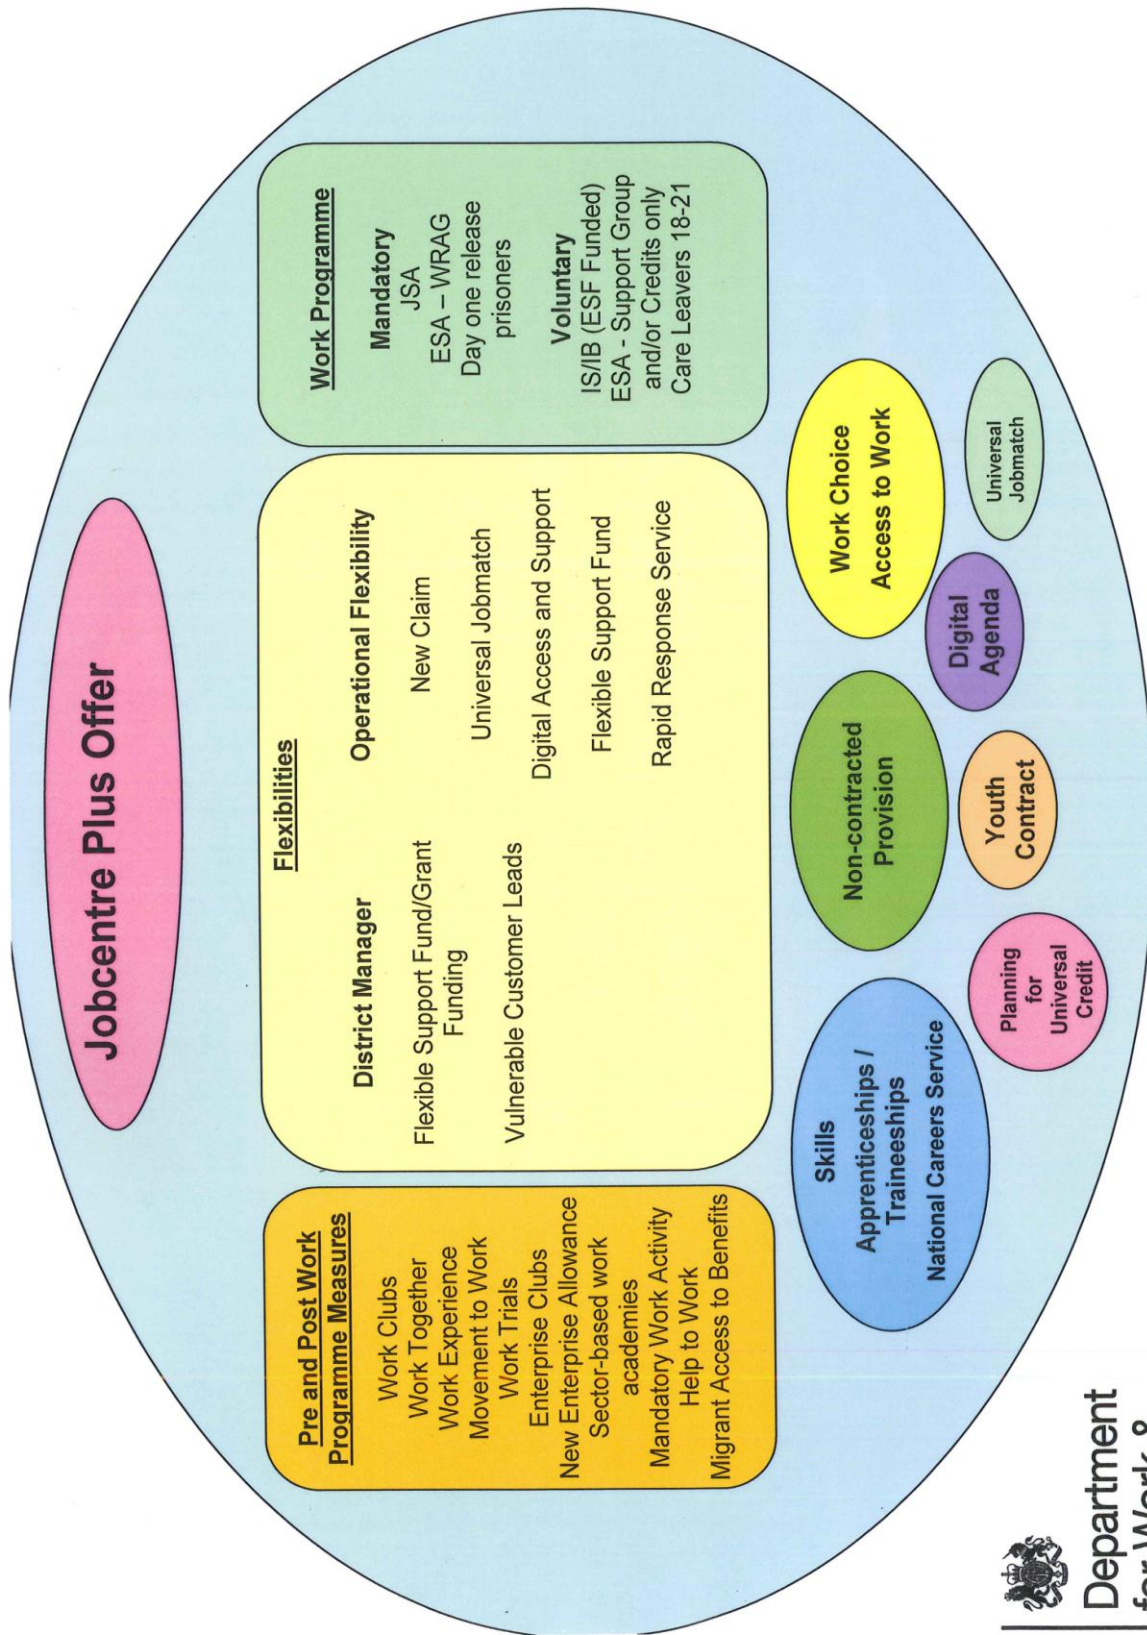 Jobcentre Plus Offer
Pre and Post Work
Programme Measures
Work Clubs
Work Together
Work Experience
Movement to Work
Work Trials
Enterprise Clubs
New Enterprise Allowance
Sector-based work
academies
Mandatory Work Activity
Help to Work
Migrant Access to Benefits
Flexibilities
District Manager
Flexible Support Fund/Grant
Funding
Vulnerable Customer Leads
Operational Flexibility
New Claim
Universal Jobmatch
Digital Access and Support
Flexible Support Fund
Rapid Response Service
Work Programme
Mandatory
JSA
ESA – WRAG
Day one release
prisoners
Voluntary
IS/IB (ESF Funded)
ESA - Support Group
and/or Credits only
Care Leavers 18-21
Skills
Apprenticeships /
Traineeships
National Careers Service
Non-contracted
Provision
Work Choice
Access to Work
Planning
for
Universal
Credit
Youth
Contract
Digital
Agenda
Universal
Jobmatch
Department
for Work &